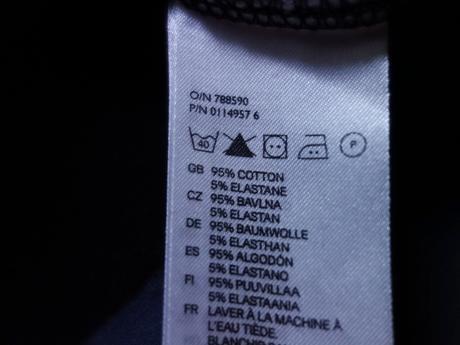 O/N 788590
P/N 0114957 6
40 P
GB 95% COTTON
5% ELASTANE
CZ 95% BAVLNA
5% ELASTAN
DE 95% BAUMWOLLE
5% ELASTHAN
ES 95% ALGODÓN
5% ELASTANO
FI 95% PUUVILLAA
5% ELASTAANIA
FR LAVER À LA MACHINE À
L'EAU TIÈDE.